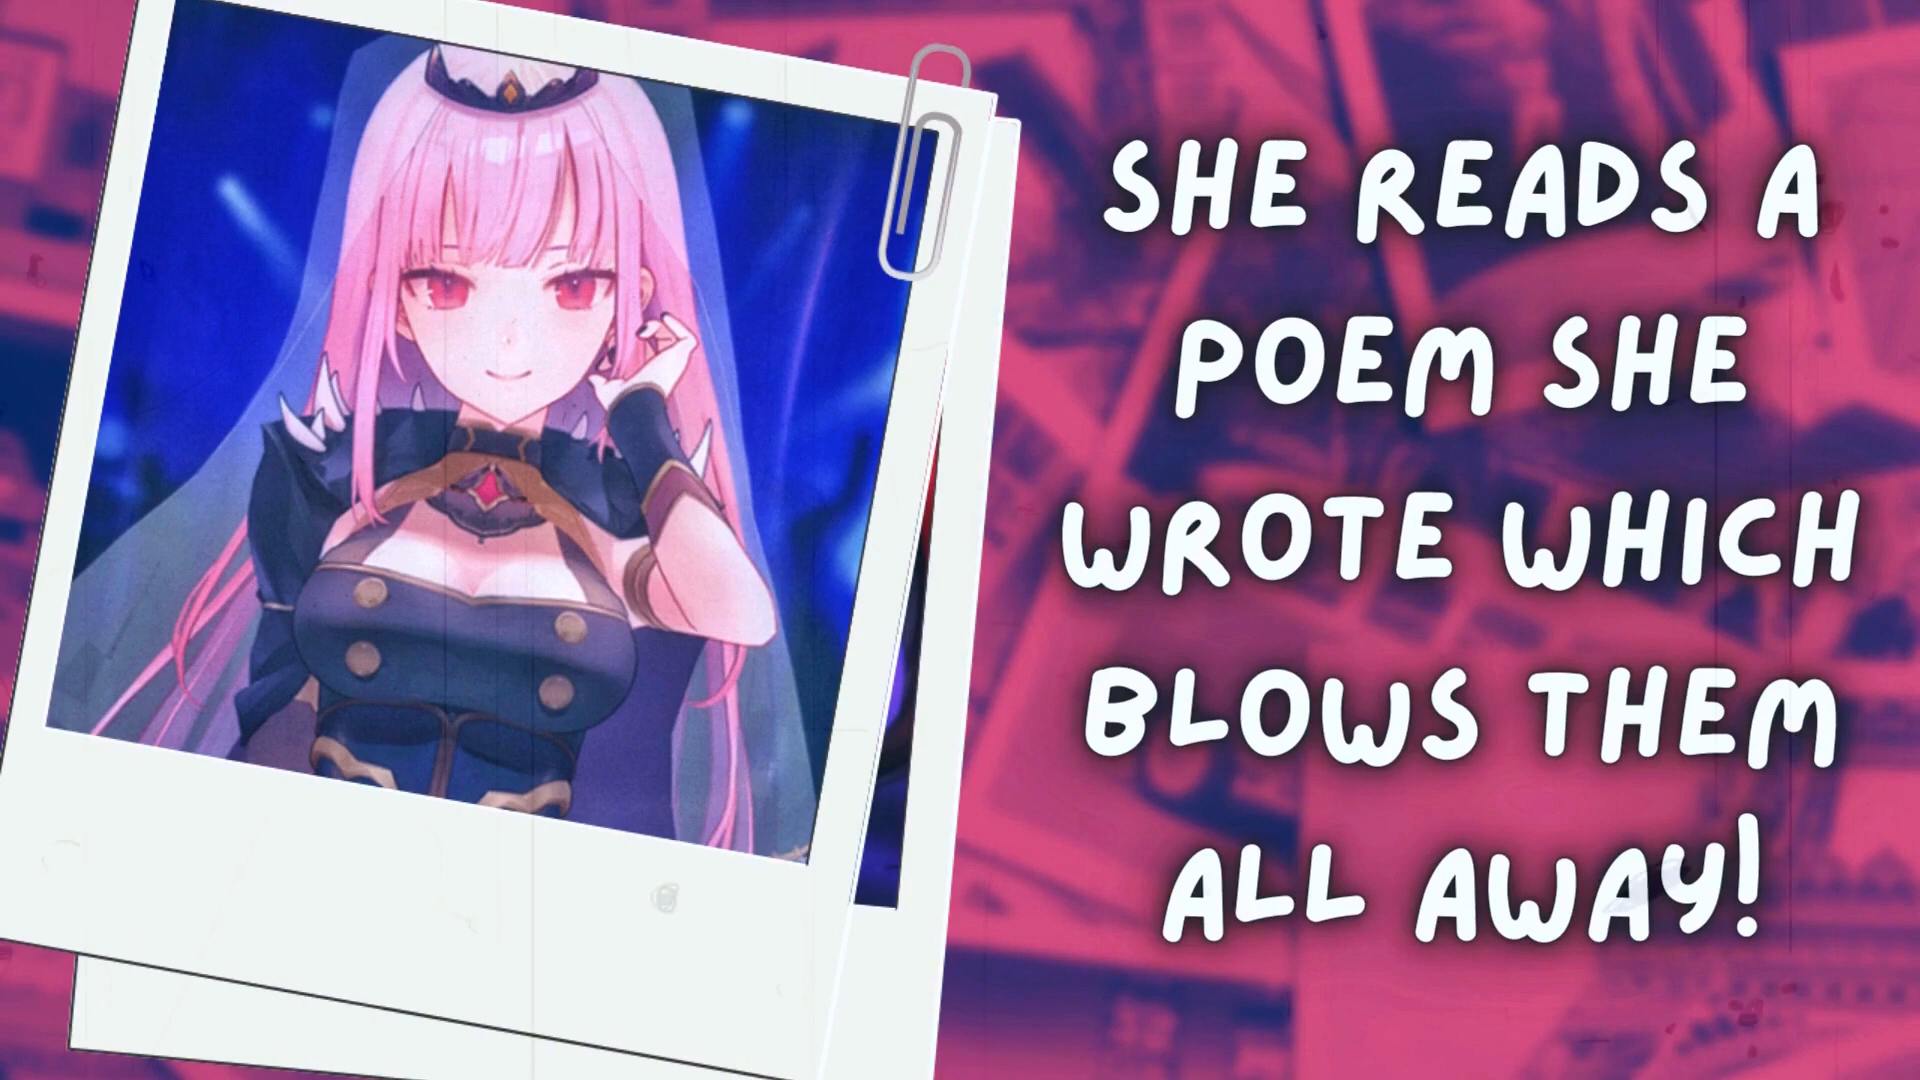 SHE READS A
POEM SHE
WROTE WHICH
BLOWS THEM
ALL AWAY!